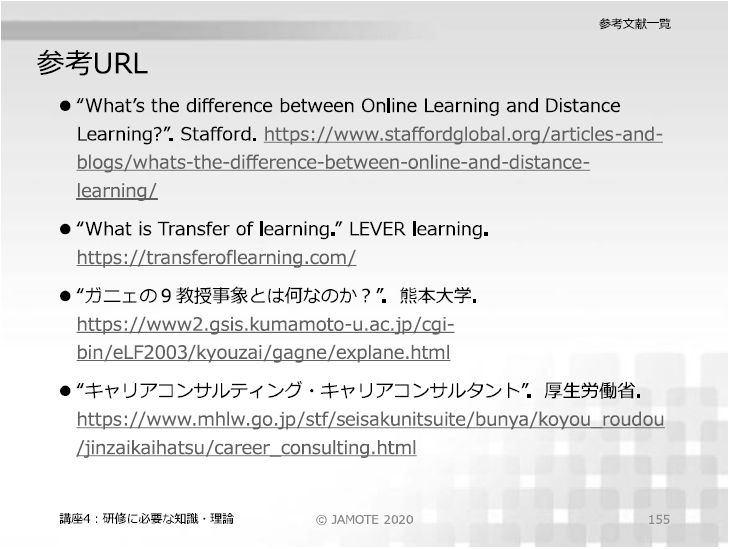 参考文献一覧
参考URL
● “What’s the difference between Online Learning and Distance
Learning?”. Stafford. https://www.staffordglobal.org/articles-and-
blogs/whats-the-difference-between-online-and-distance-
learning/
● “What is Transfer of learning.” LEVER learning.
https://transferoflearning.com/
● “ガニェの９教授事象とは何なのか？”. 熊本大学.
https://www2.gsis.kumamoto-u.ac.jp/cgi-
bin/eLF2003/kyouzai/gagne/explane.html
● “キャリアコンサルティング・キャリアコンサルタント”. 厚生労働省.
https://www.mhlw.go.jp/stf/seisakunitsuite/bunya/koyou_roudou
/jinzaikaihatsu/career_consulting.html
講座4：研修に必要な知識・理論
© JAMOTE 2020
155